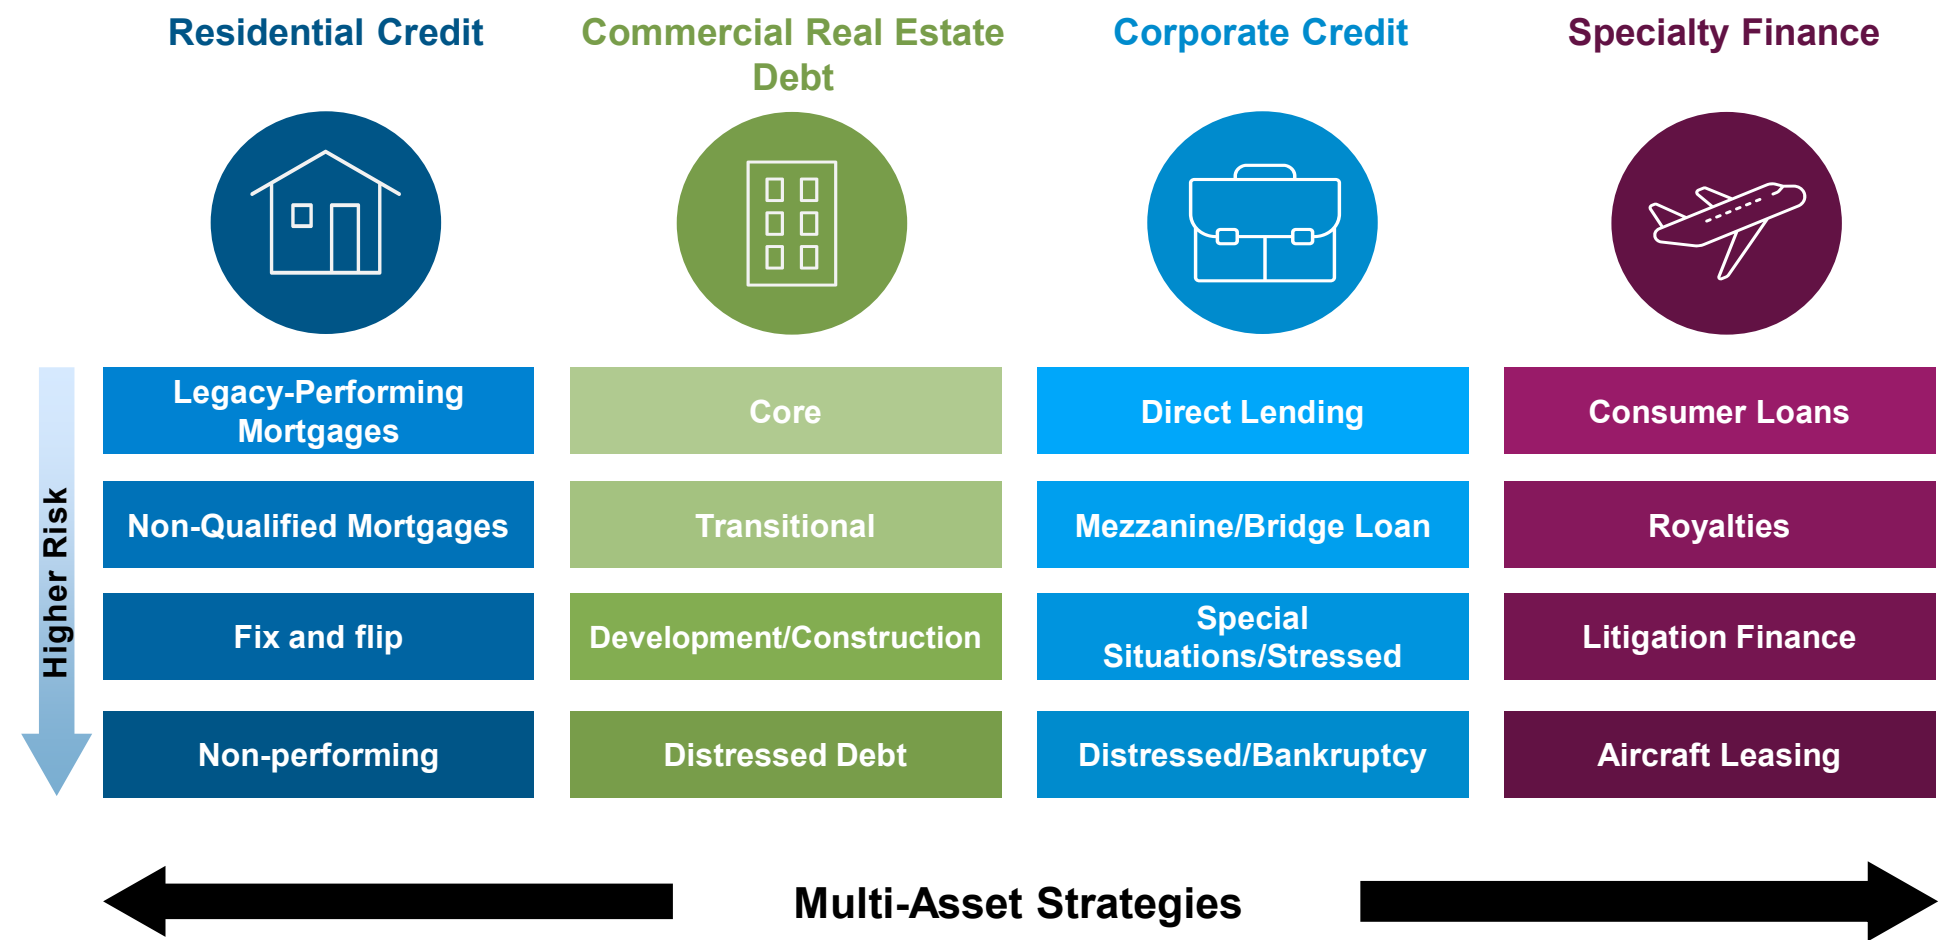 Residential Credit
Commercial Real Estate
Debt
Corporate Credit
Specialty Finance
Higher Risk
Legacy-Performing
Mortgages
Core
Direct Lending
Consumer Loans
Non-Qualified Mortgages
Transitional
Mezzanine/Bridge Loan
Royalties
Fix and flip
Development/Construction
Special
Situations/Stressed
Litigation Finance
Non-performing
Distressed Debt
Distressed/Bankruptcy
Aircraft Leasing
Multi-Asset Strategies